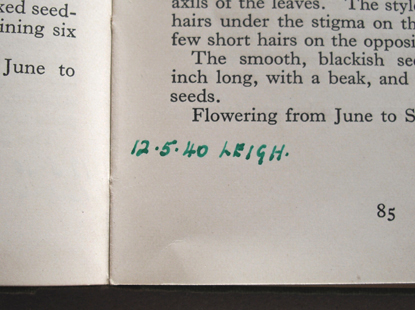 ked seed-
ining six
June to
axils of the leaves. The style
hairs under the stigma on th
few short hairs on the opposi
The smooth, blackish see
inch long, with a beak, and
seeds.
Flowering from June to S
12.5.40 LEIGH.
85